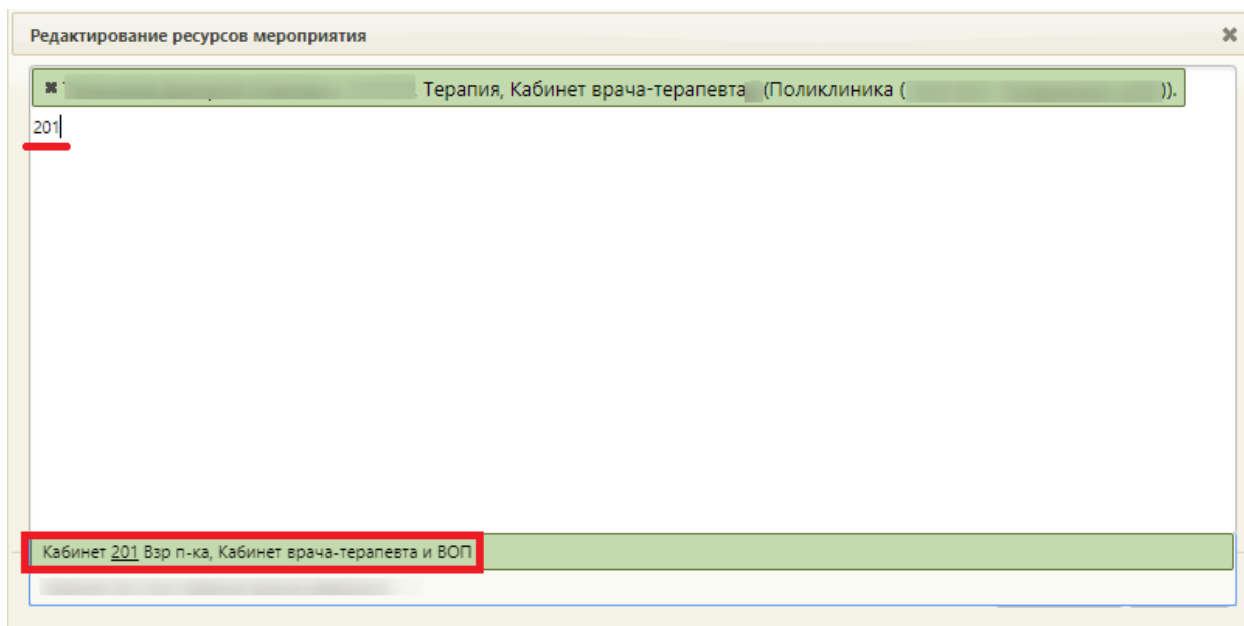 Редактирование ресурсов мероприятия
Терапия, Кабинет врача-терапевта (Поликлиника ( )).
201
Кабинет 201 Взр п-ка, Кабинет врача-терапевта и ВОП